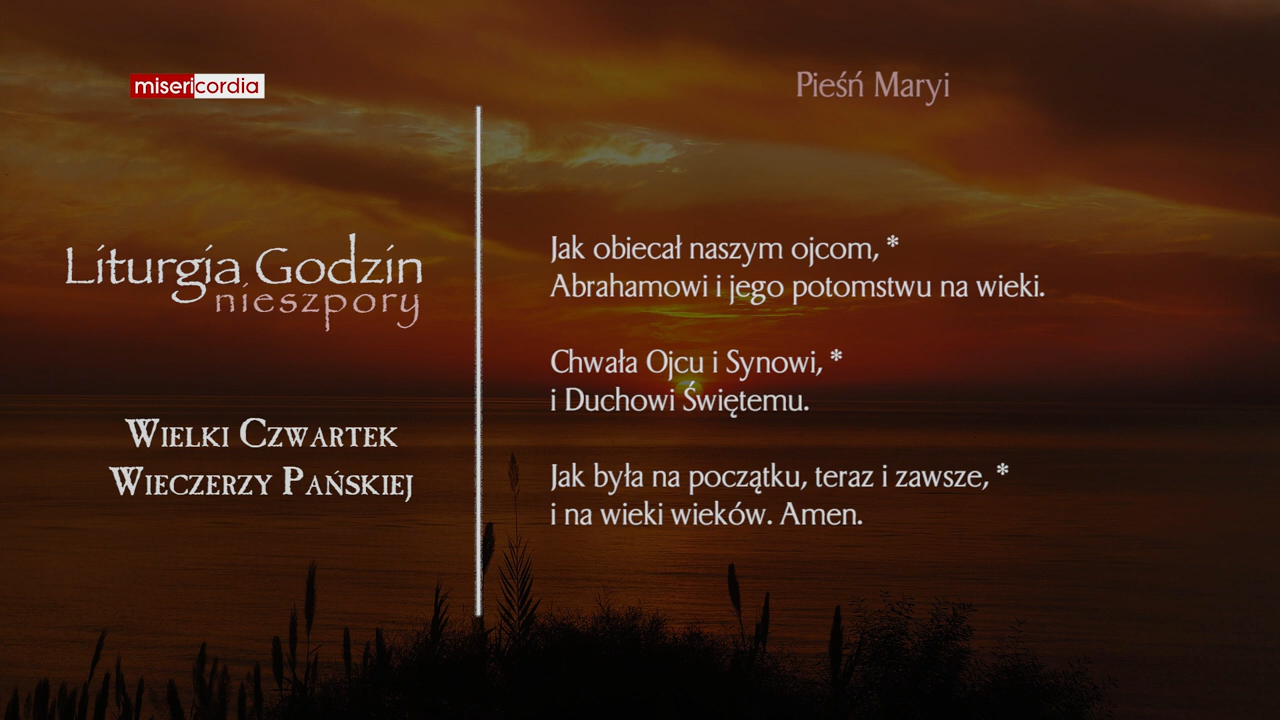 misericordia
Liturgia Godzin
nieszpory
Wielki Czwartek
Wieczerzy Pańskiej
Pieśń Maryi
Jak obiecał naszym ojcom, *
Abrahamowi i jego potomstwu na wieki.
Chwała Ojcu i Synowi, *
i Duchowi Świętemu.
Jak była na początku, teraz i zawsze, *
i na wieki wieków. Amen.